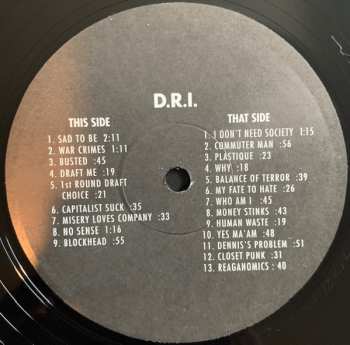 D.R.I.
THIS SIDE
1. SAD TO BE 2:11
2. WAR CRIMES 1:11
3. BUSTED :45
4. DRAFT ME :19
5. 1st ROUND DRAFT
CHOICE :21
6. CAPITALIST SUCK :35
7. MISERY LOVES COMPANY :33
8. NO SENSE 1:16
9. BLOCKHEAD :55
THAT SIDE
1. I DON'T NEED SOCIETY 1:15
2. COMMUTER MAN :56
3. PLASTIQUE :23
4. WHY :18
5. BALANCE OF TERROR :39
6. MY FATE TO HATE :26
7. WHO AM I :45
8. MONEY STINKS :43
9. HUMAN WASTE :19
10. YES MA'AM :48
11. DENNIS'S PROBLEM :51
12. CLOSET PUNK :31
13. REAGANOMICS : 40